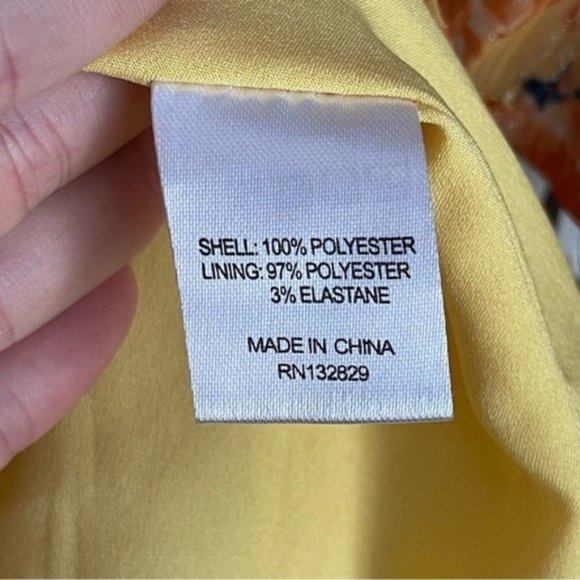 SHELL: 100% POLYESTER
LINING: 97% POLYESTER
3% ELASTANE
MADE IN CHINA
RN132829